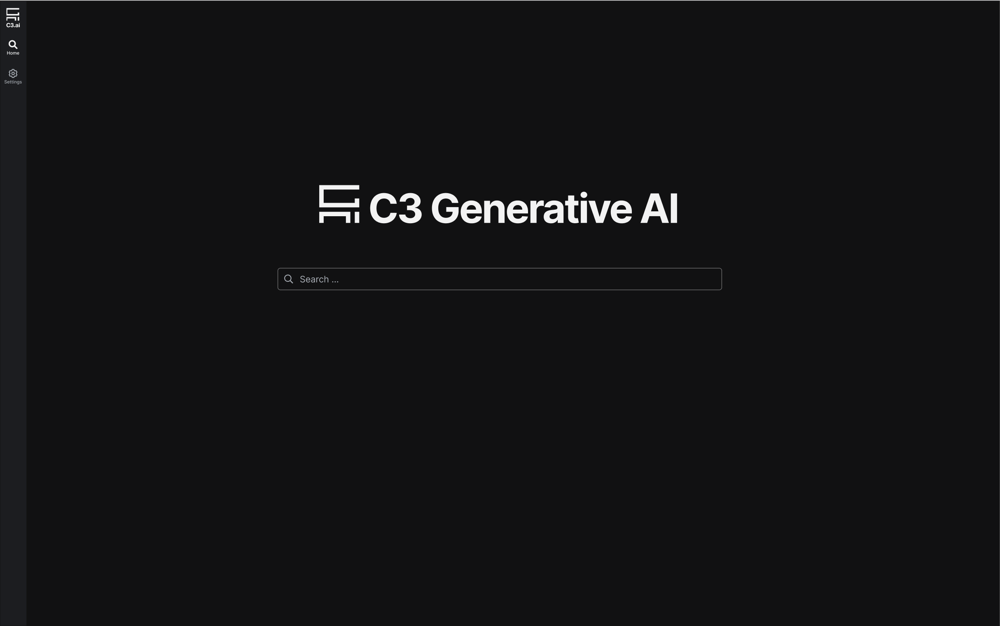 C3.ai
Home
Settings
C3 Generative AI
Search ...